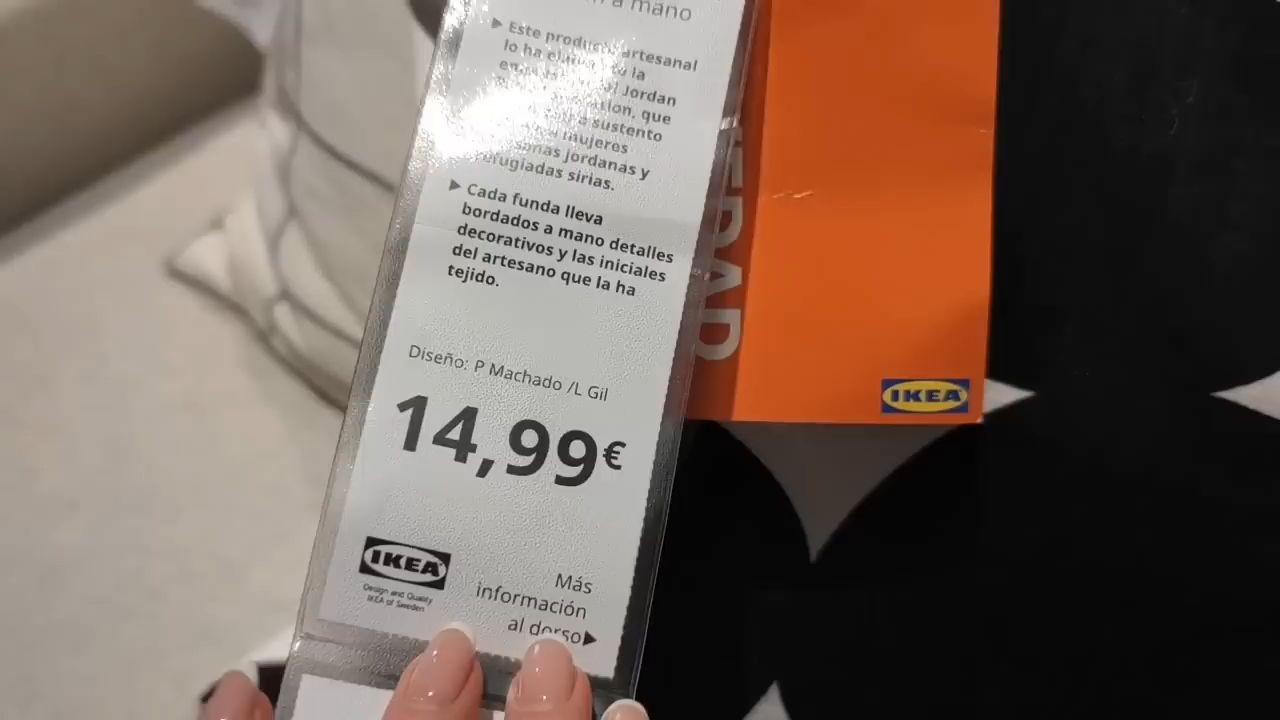 a mano
▶ Este producto artesanal
lo ha la
Jordan
que
sustento
mujeres
jordanas y
refugiadas sirias.
▶ Cada funda lleva
bordados a mano detalles
decorativos y las iniciales
del artesano que la ha
tejido.
Diseño: P Machado /L Gil
14,99€
IKEA
Design and Quality
IKEA of Sweden
Más
información
al dorso▶
IKEA